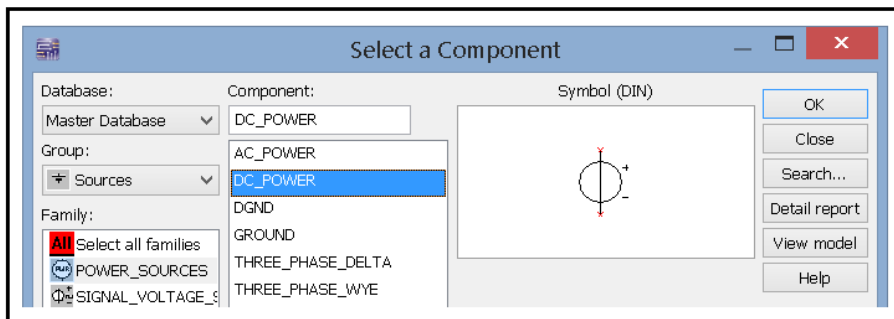 Select a Component
Database:
Master Database
Group:
Sources
Family:
All Select all families
PWR POWER_SOURCES
SIGNAL_VOLTAGE_S
Component:
DC_POWER
AC_POWER
DC_POWER
DGND
GROUND
THREE_PHASE_DELTA
THREE_PHASE_WYE
Symbol (DIN)
+
−
OK
Close
Search...
Detail report
View model
Help